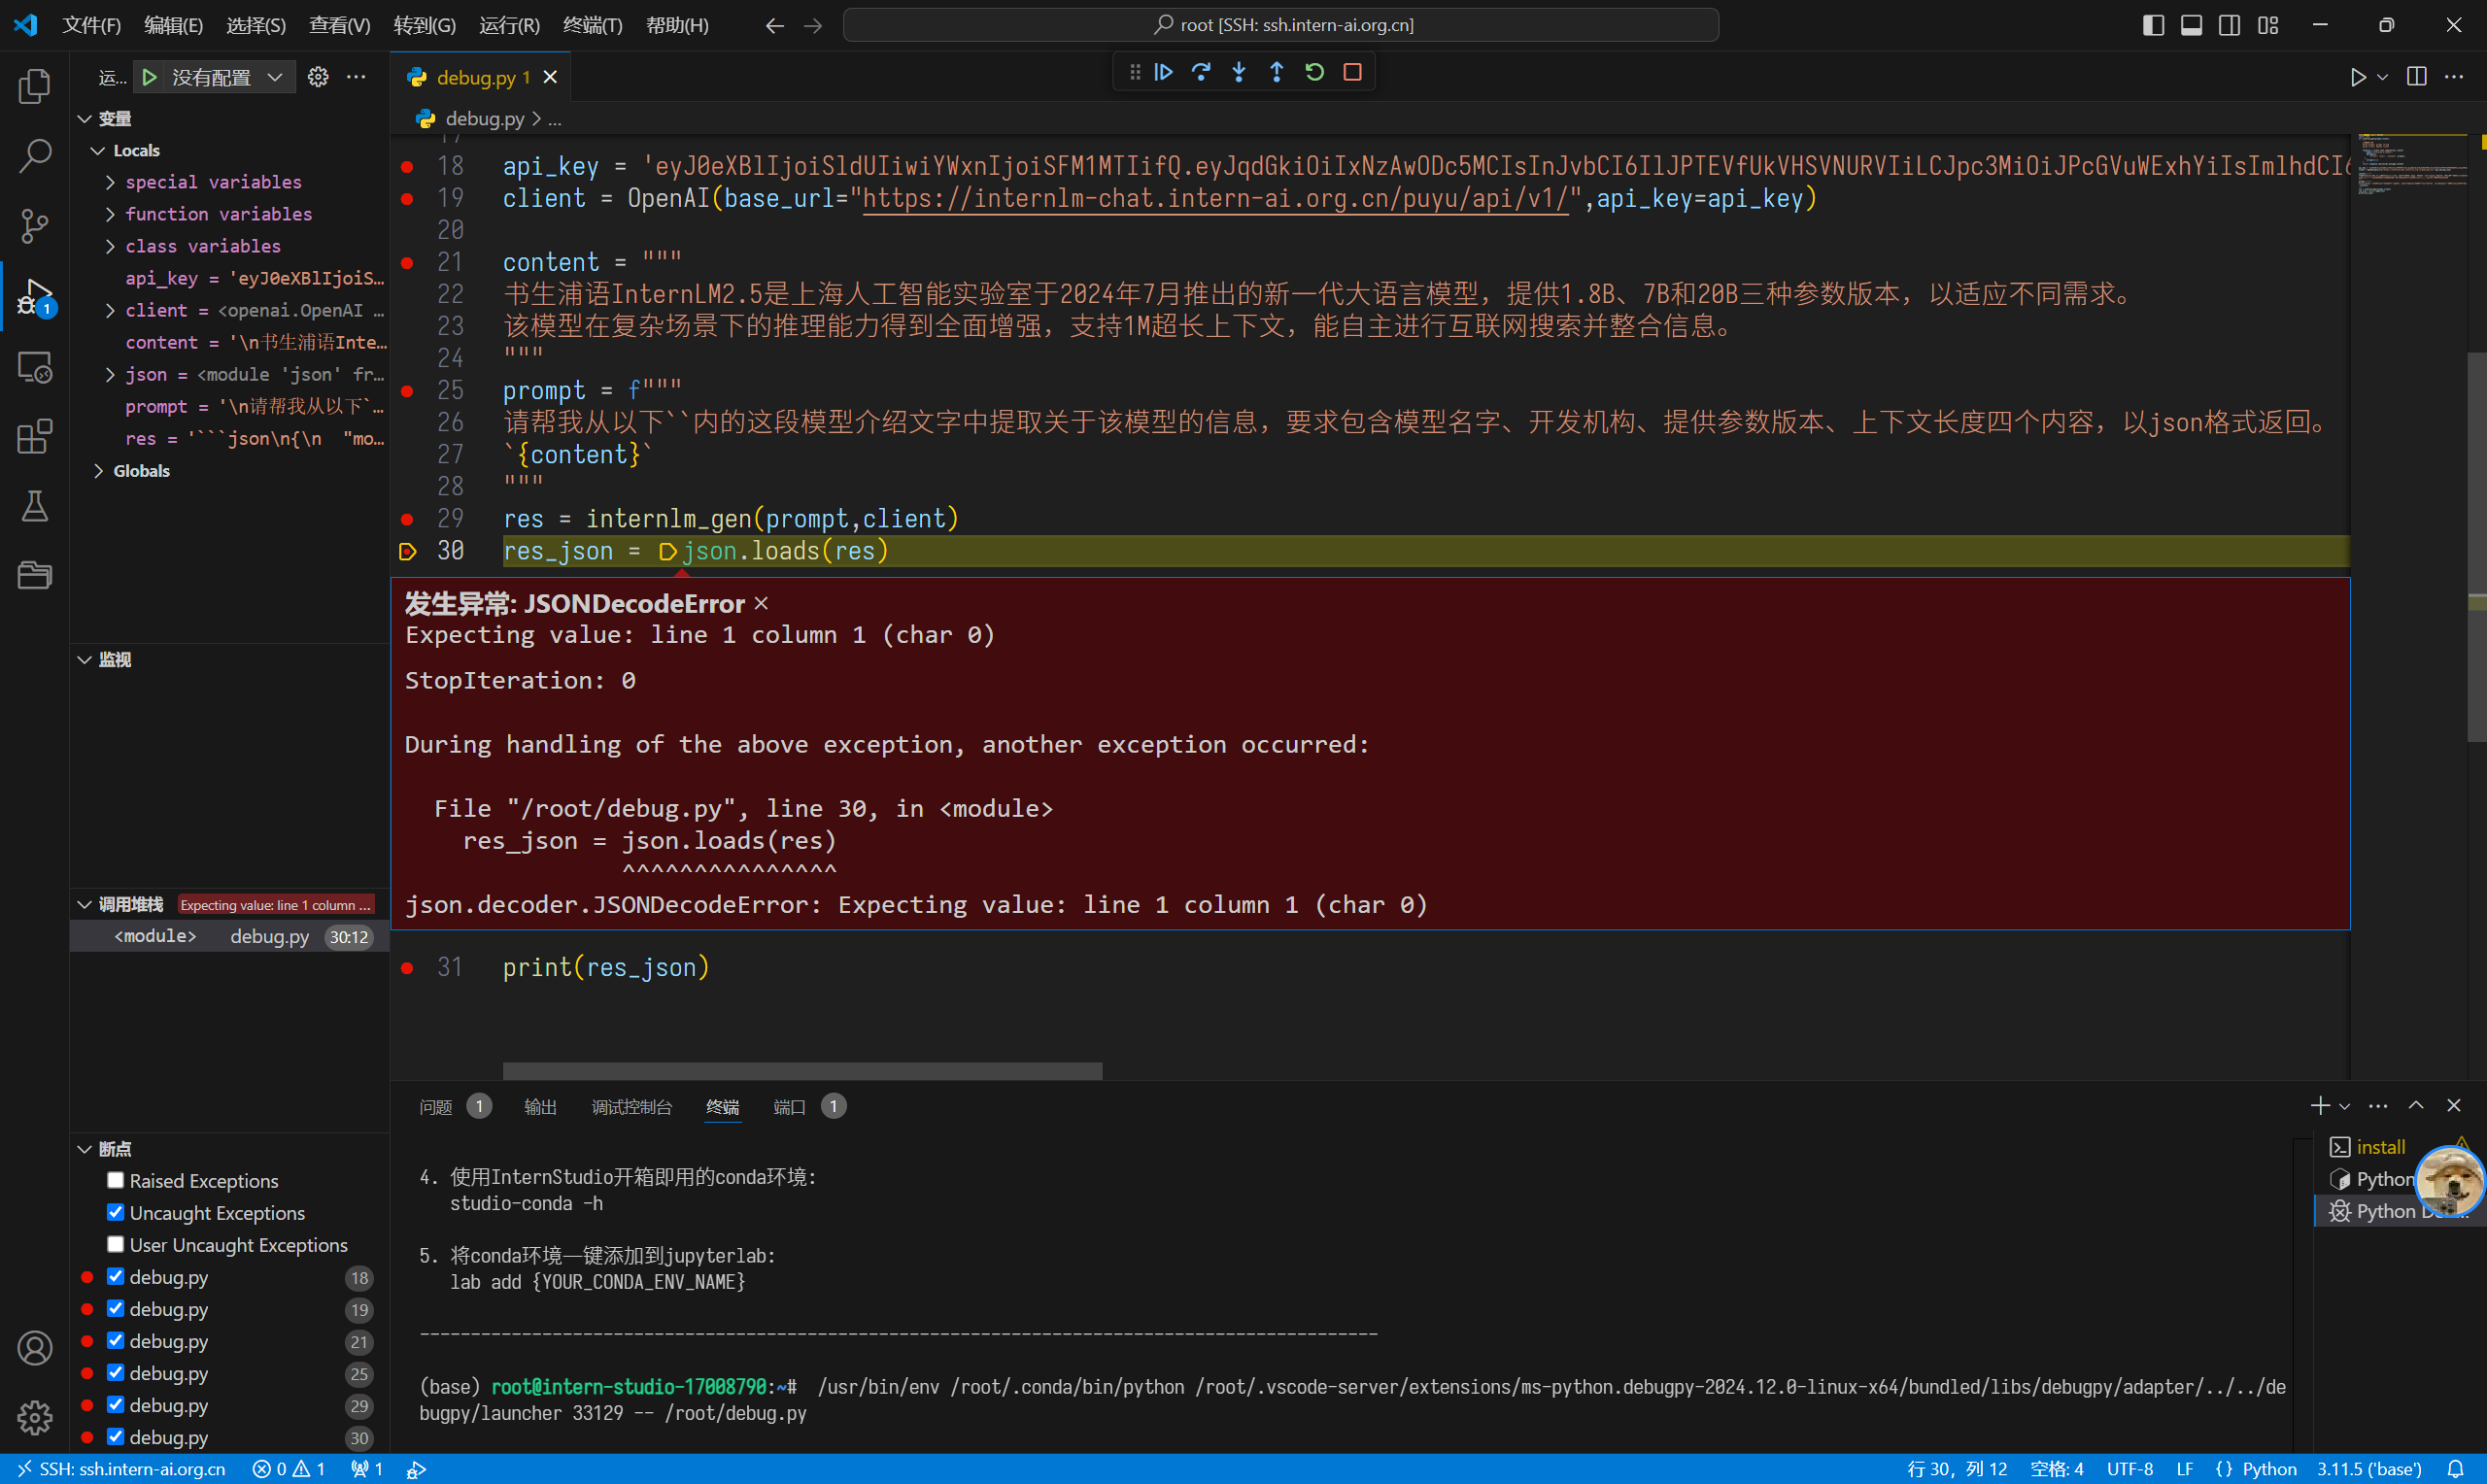 文件(F) 编辑(E) 选择(S) 查看(V) 转到(G) 运行(R) 终端(T) 帮助(H) root [SSH: ssh.intern-ai.org.cn]
运... 没有配置
debug.py 1
debug.py > ...
变量
Locals
special variables
function variables
class variables
api_key = 'eyJ0eXBlIjoiS...
client = <openai.OpenAI ...
content = '\n书生浦语Inte...
json = <module 'json' fr...
prompt = '\n请帮我从以下`...
res = '```json\n{\n  "mo...
Globals
监视
调用堆栈 Expecting value: line 1 column ...
<module> debug.py 30:12
断点
Raised Exceptions
Uncaught Exceptions
User Uncaught Exceptions
debug.py 18
debug.py 19
debug.py 21
debug.py 25
debug.py 29
debug.py 30
1
17
18 api_key = 'eyJ0eXBlIjoiSldUIiwiYWxnIjoiSFM1MTIifQ.eyJqdGkiOiIxNzAwODc5MCIsInJvbCI6IlJPTEVfUkVHSVNURVIiLCJpc3MiOiJPcGVuWExhYiIsImlhdCI6
19 client = OpenAI(base_url="https://internlm-chat.intern-ai.org.cn/puyu/api/v1/",api_key=api_key)
20
21 content = """
22 书生浦语InternLM2.5是上海人工智能实验室于2024年7月推出的新一代大语言模型，提供1.8B、7B和20B三种参数版本，以适应不同需求。
23 该模型在复杂场景下的推理能力得到全面增强，支持1M超长上下文，能自主进行互联网搜索并整合信息。
24 """
25 prompt = f"""
26 请帮我从以下``内的这段模型介绍文字中提取关于该模型的信息，要求包含模型名字、开发机构、提供参数版本、上下文长度四个内容，以json格式返回。
27 `{content}`
28 """
29 res = internlm_gen(prompt,client)
30 res_json = json.loads(res)
发生异常: JSONDecodeError ×
Expecting value: line 1 column 1 (char 0)
StopIteration: 0
During handling of the above exception, another exception occurred:
File "/root/debug.py", line 30, in <module>
res_json = json.loads(res)
^^^^^^^^^^^^^^^
json.decoder.JSONDecodeError: Expecting value: line 1 column 1 (char 0)
31 print(res_json)
问题 1 输出 调试控制台 终端 端口 1
4. 使用InternStudio开箱即用的conda环境:
studio-conda -h
5. 将conda环境一键添加到jupyterlab:
lab add {YOUR_CONDA_ENV_NAME}
----------------------------------------------------------------------------------------------
(base) root@intern-studio-17008790:~#  /usr/bin/env /root/.conda/bin/python /root/.vscode-server/extensions/ms-python.debugpy-2024.12.0-linux-x64/bundled/libs/debugpy/adapter/../../de
bugpy/launcher 33129 -- /root/debug.py
install
Python
Python
SSH: ssh.intern-ai.org.cn 0 1 1 行 30，列 12 空格: 4 UTF-8 LF {} Python 3.11.5 ('base')